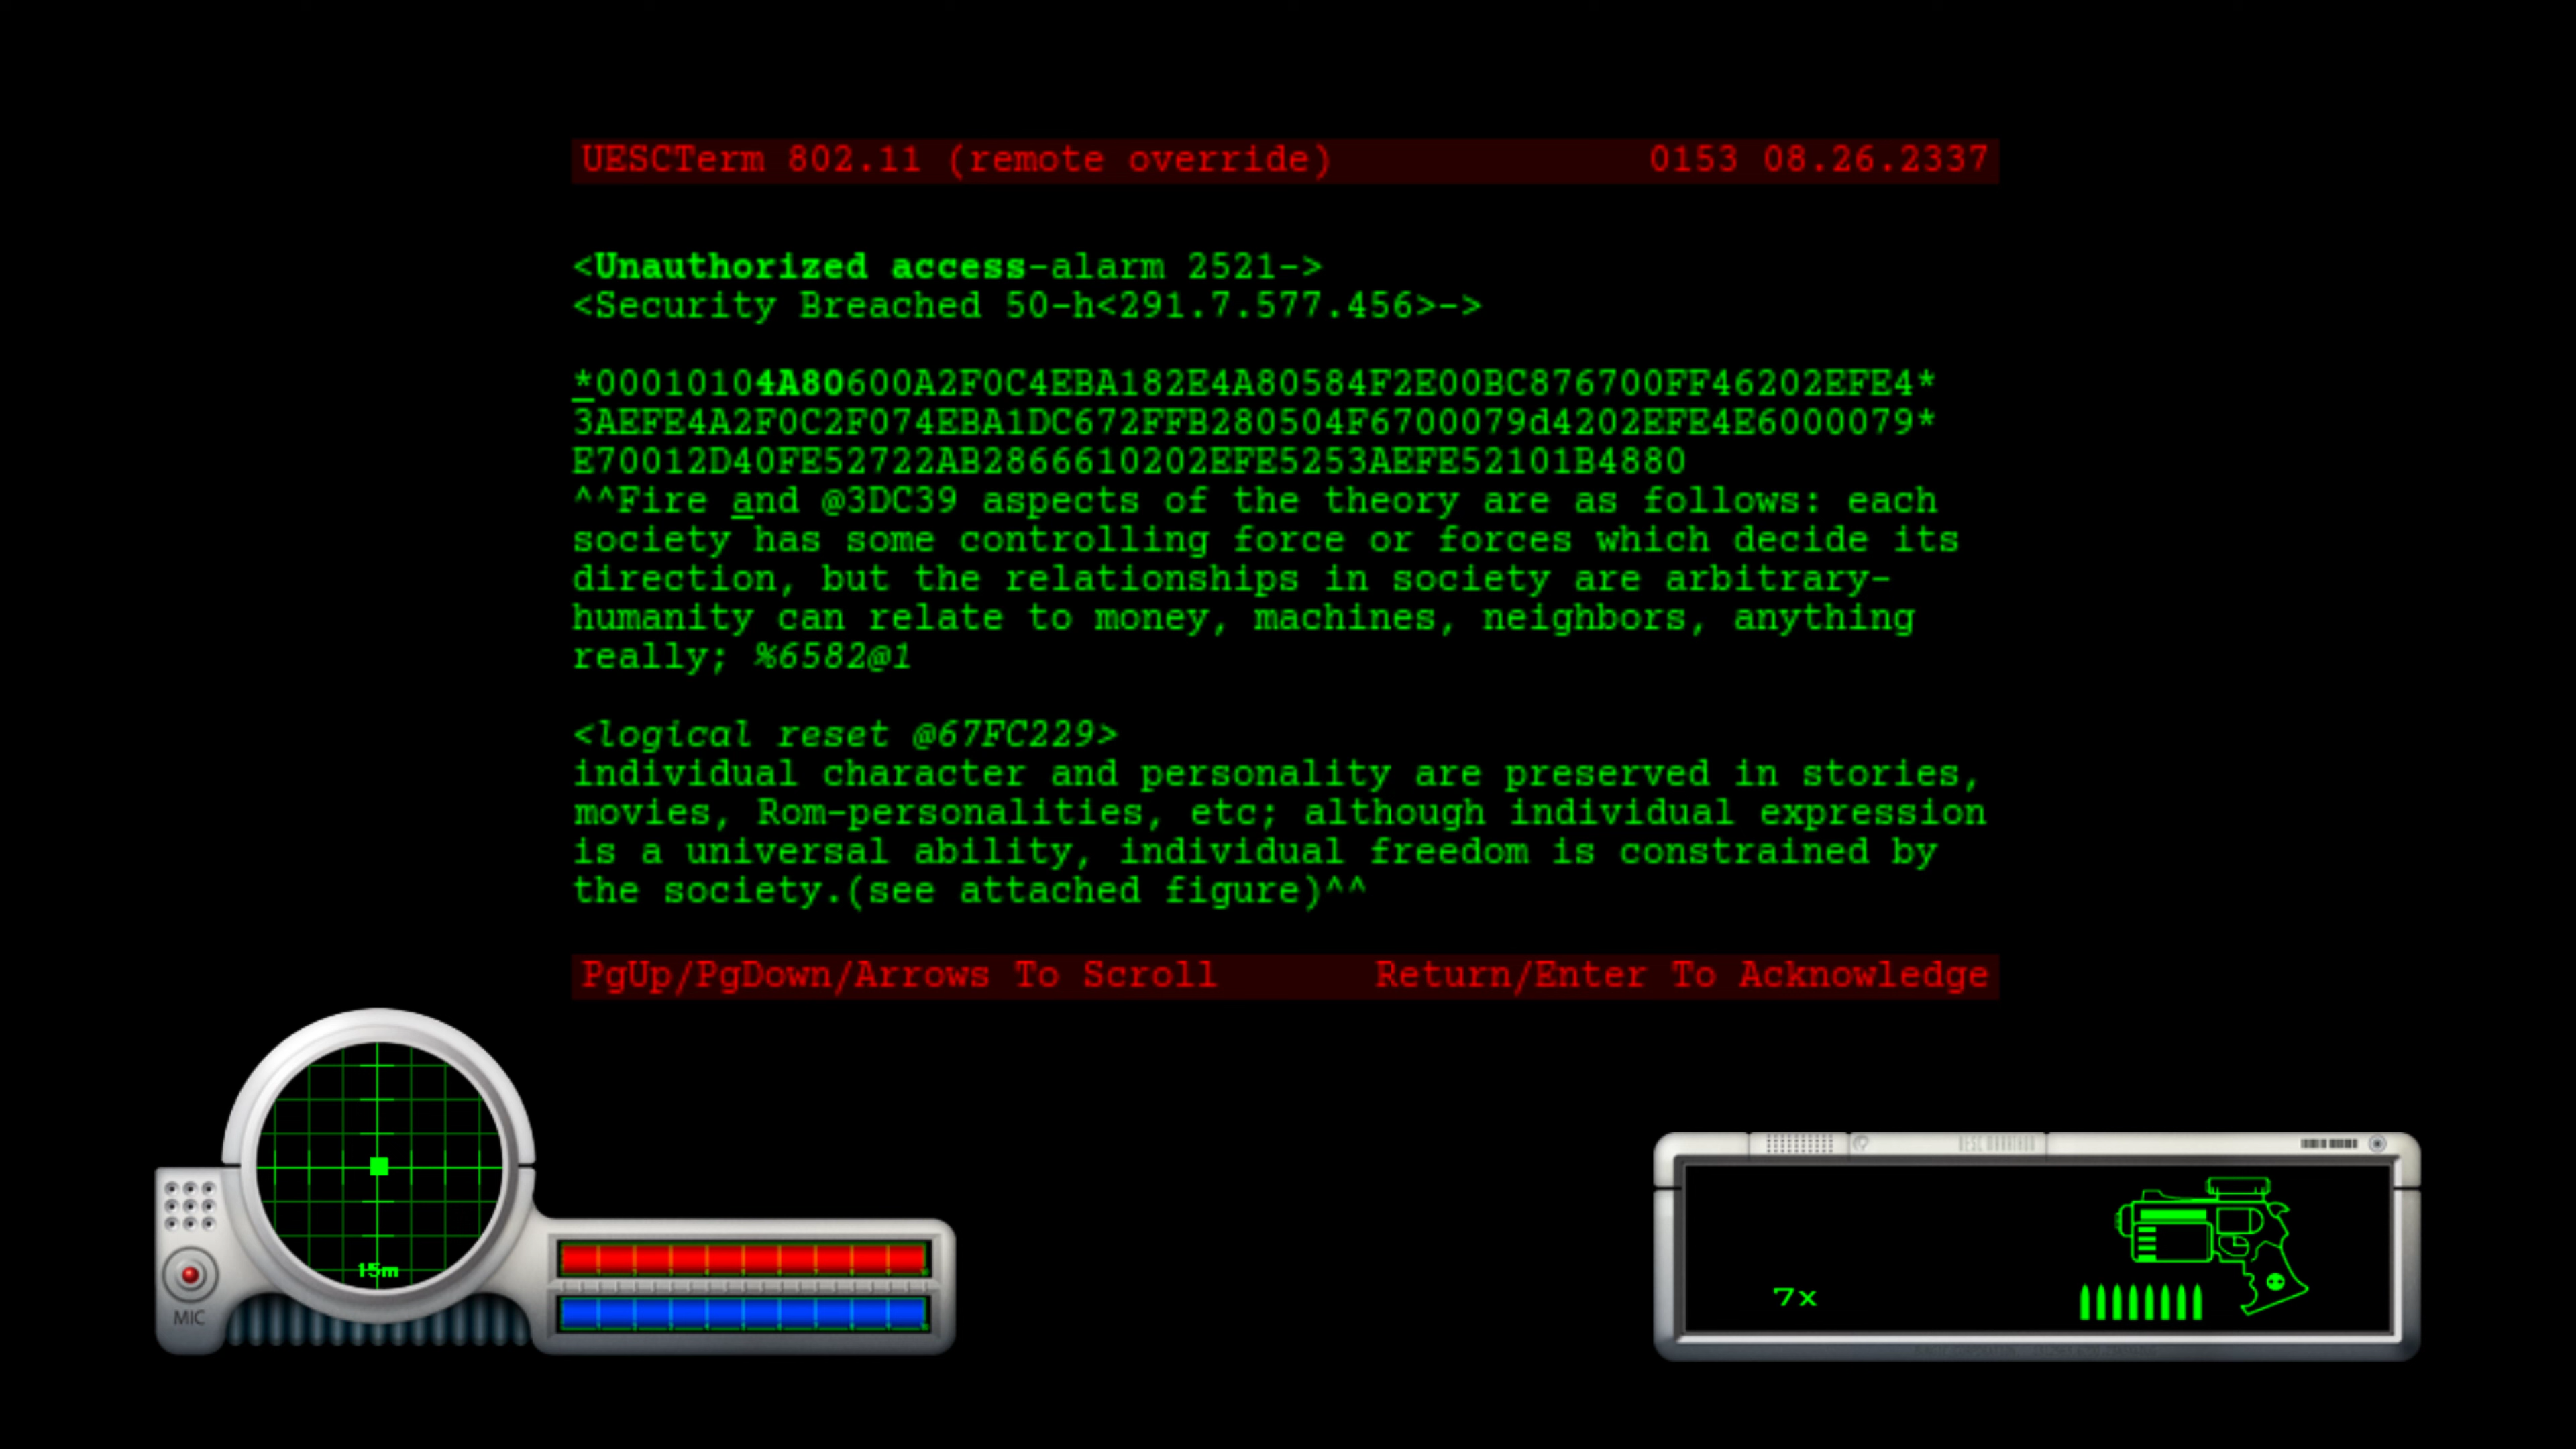 UESCTerm 802.11 (remote override) 0153 08.26.2337
<Unauthorized access-alarm 2521->
<Security Breached 50-h<291.7.577.456>->
*00010104A80600A2F0C4EBA182E4A80584F2E00BC876700FF46202EFE4*
3AEFE4A2F0C2F074EBA1DC672FFB280504F6700079d4202EFE4E6000079*
E70012D40FE52722AB2866610202EFE5253AEFE52101B4880
^^Fire and @3DC39 aspects of the theory are as follows: each
society has some controlling force or forces which decide its
direction, but the relationships in society are arbitrary-
humanity can relate to money, machines, neighbors, anything
really; %6582@1
<logical reset @67FC229>
individual character and personality are preserved in stories,
movies, Rom-personalities, etc; although individual expression
is a universal ability, individual freedom is constrained by
the society.(see attached figure)^^
PgUp/PgDown/Arrows To Scroll Return/Enter To Acknowledge
15m
MIC
UESC MARATHON
7x